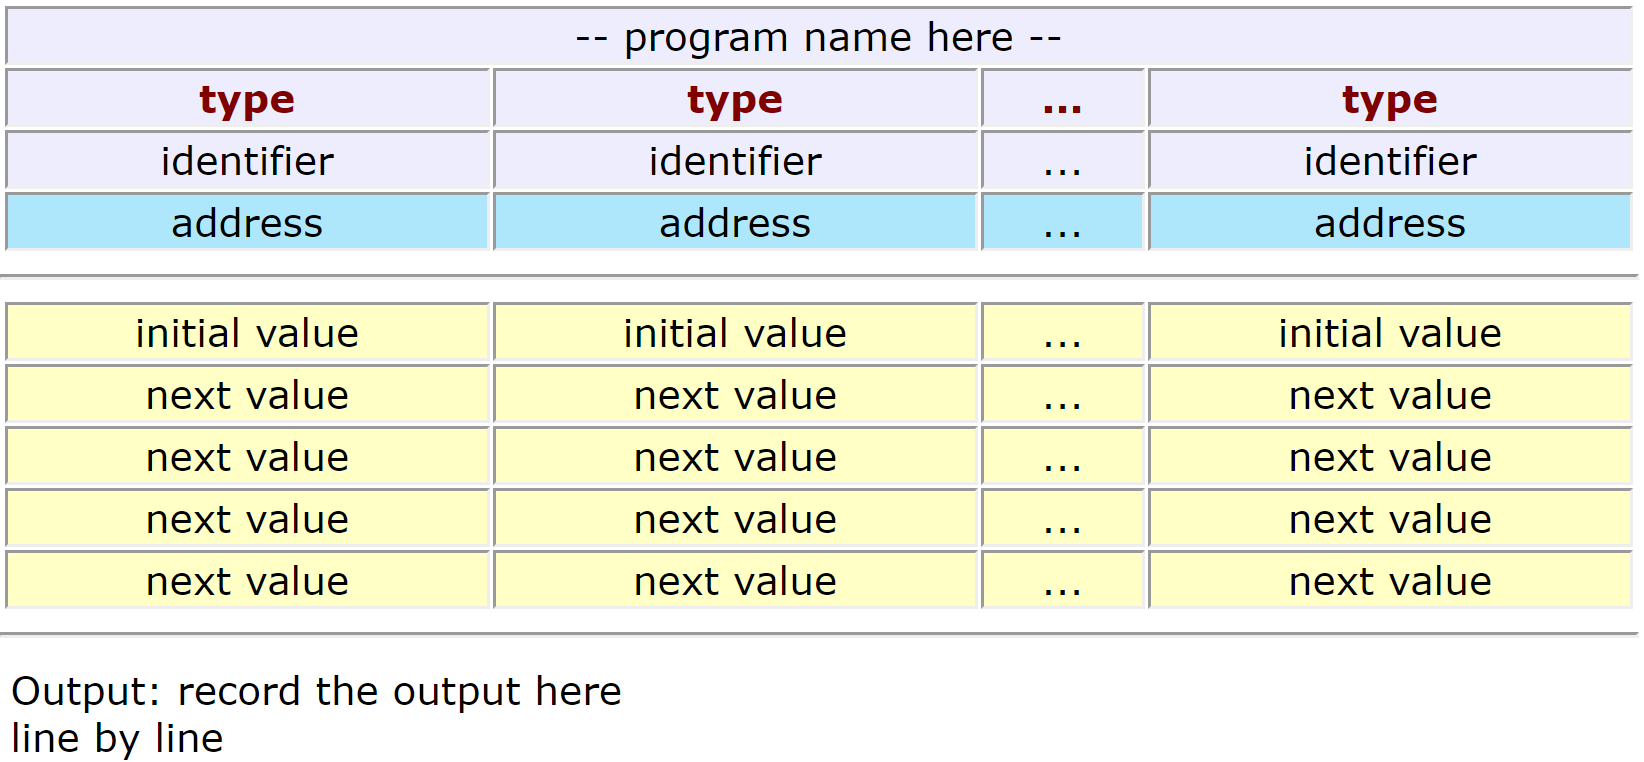 -- program name here --
type type ... type
identifier identifier ... identifier
address address ... address
initial value initial value ... initial value
next value next value ... next value
next value next value ... next value
next value next value ... next value
next value next value ... next value
Output: record the output here
line by line